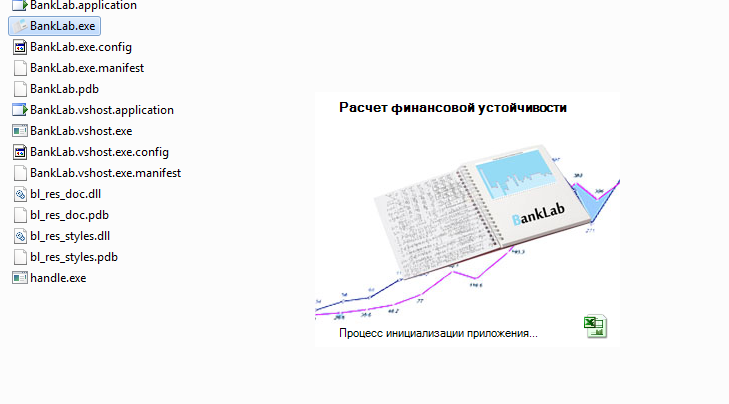 BankLab.application
BankLab.exe
BankLab.exe.config
BankLab.exe.manifest
BankLab.pdb
BankLab.vshost.application
BankLab.vshost.exe
BankLab.vshost.exe.config
BankLab.vshost.exe.manifest
bl_res_doc.dll
bl_res_doc.pdb
bl_res_styles.dll
bl_res_styles.pdb
handle.exe
Расчет финансовой устойчивости
BankLab
Процесс инициализации приложения...